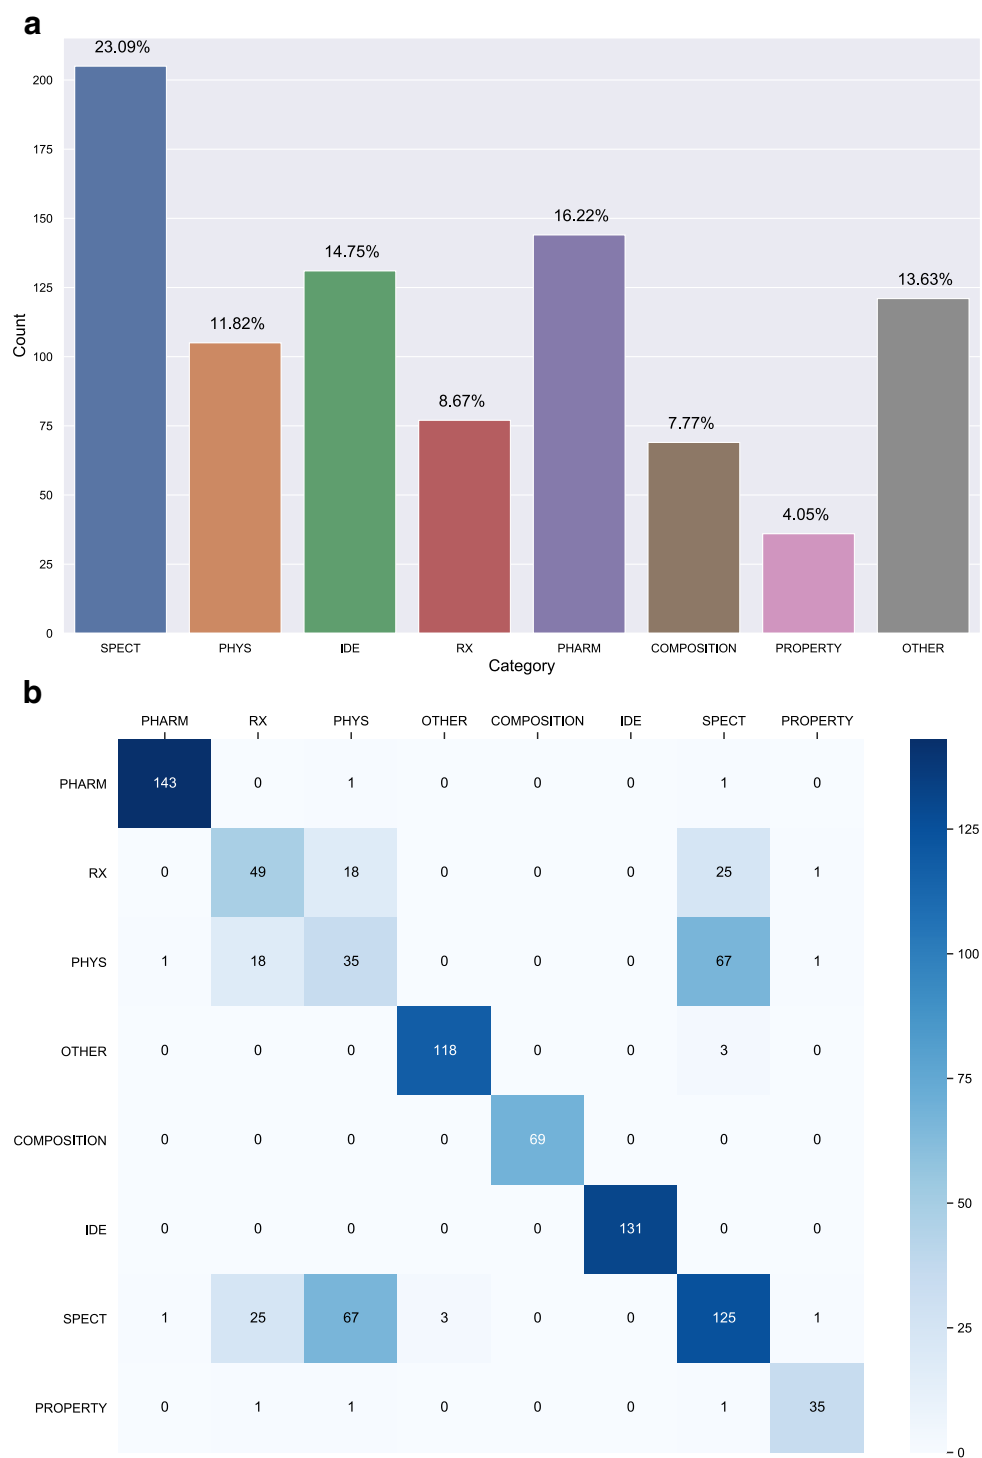 a
23.09%
200
175
16.22%
150
14.75%
13.63%
125
11.82%
Count
100
8.67%
7.77%
75
50
4.05%
25
0
SPECT PHYS IDE RX PHARM COMPOSITION PROPERTY OTHER
Category
b
PHARM RX PHYS OTHER COMPOSITION IDE SPECT PROPERTY
PHARM 143 0 1 0 0 0 1 0
125
RX 0 49 18 0 0 0 25 1
100
PHYS 1 18 35 0 0 0 67 1
OTHER 0 0 0 118 0 0 3 0
75
COMPOSITION 0 0 0 0 69 0 0 0
50
IDE 0 0 0 0 0 131 0 0
SPECT 1 25 67 3 0 0 125 1
25
PROPERTY 0 1 1 0 0 0 1 35
0